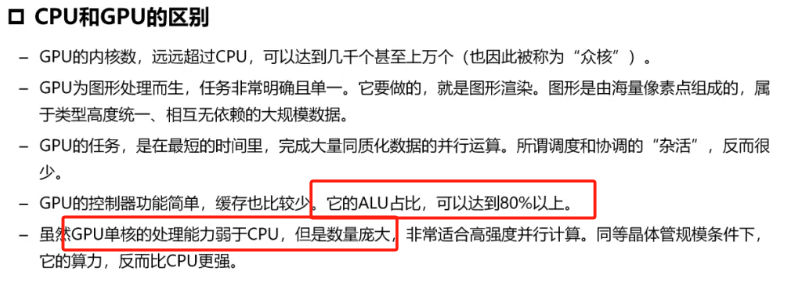 CPU和GPU的区别
– GPU的内核数，远远超过CPU，可以达到几千个甚至上万个（也因此被称为“众核”）。
– GPU为图形处理而生，任务非常明确且单一。它要做的，就是图形渲染。图形是由海量像素点组成的，属
于类型高度统一、相互无依赖的大规模数据。
– GPU的任务，是在最短的时间里，完成大量同质化数据的并行运算。所谓调度和协调的“杂活”，反而很
少。
– GPU的控制器功能简单，缓存也比较少。它的ALU占比，可以达到80%以上。
– 虽然GPU单核的处理能力弱于CPU，但是数量庞大，非常适合高强度并行计算。同等晶体管规模条件下，
它的算力，反而比CPU更强。